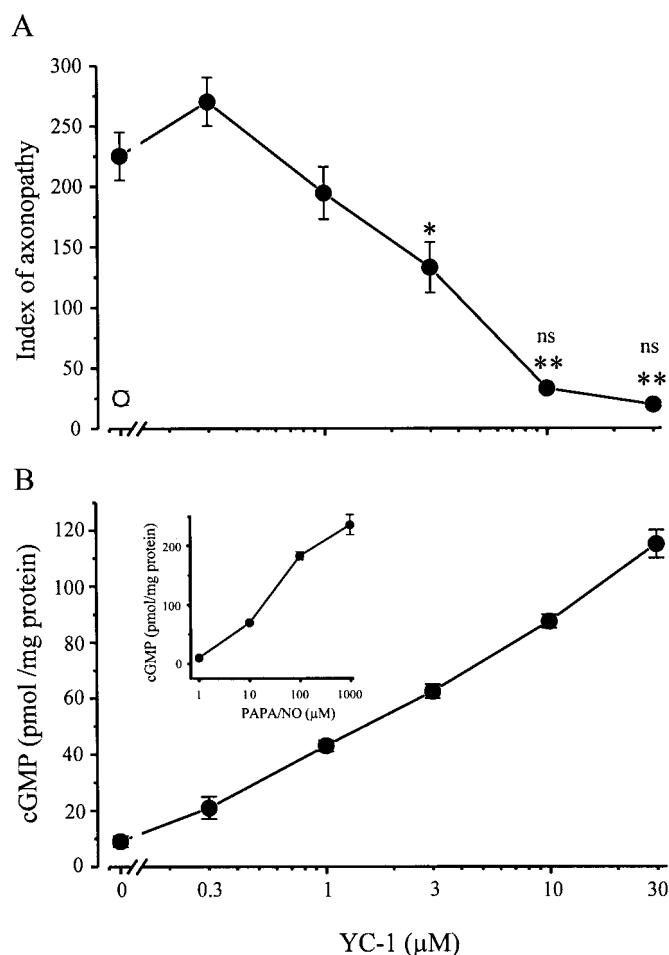 A
300
250
200
150
100
50
0
Index of axonopathy
*
ns
**
ns
**
B
120
100
80
60
40
20
0
cGMP (pmol /mg protein)
200
100
0
cGMP (pmol/mg protein)
1 10 100 1000
PAPA/NO (μM)
0 0.3 1 3 10 30
YC-1 (μM)